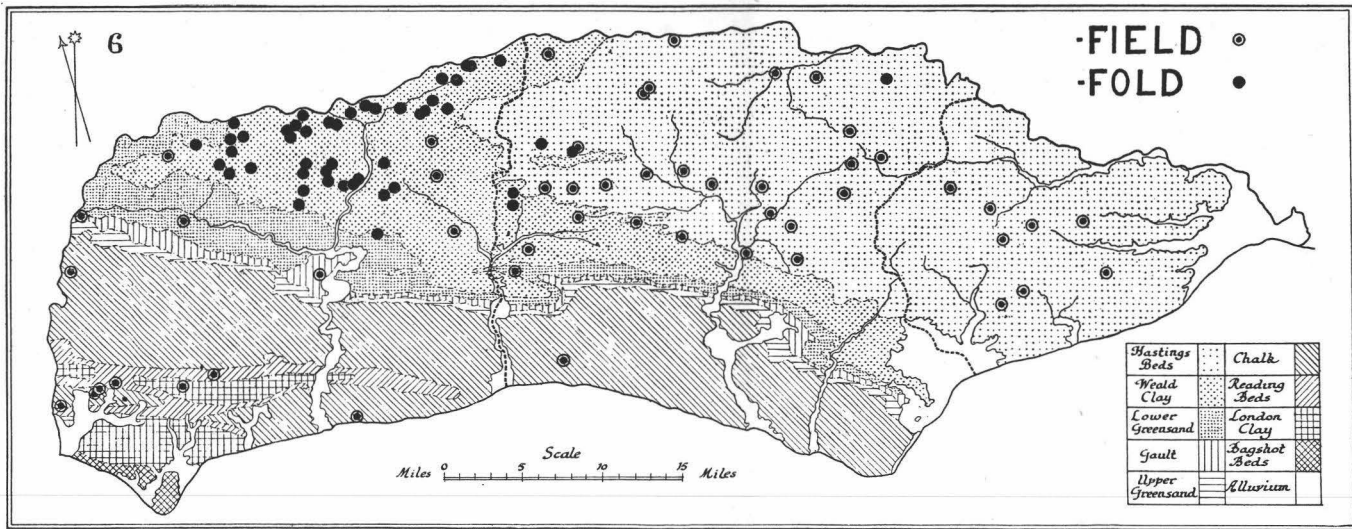 6
-FIELD
-FOLD
Hastings Beds
Chalk
Weald Clay
Reading Beds
Lower Greensand
London Clay
Gault
Bagshot Beds
Upper Greensand
Alluvium
Scale
Miles 0 5 10 15 Miles